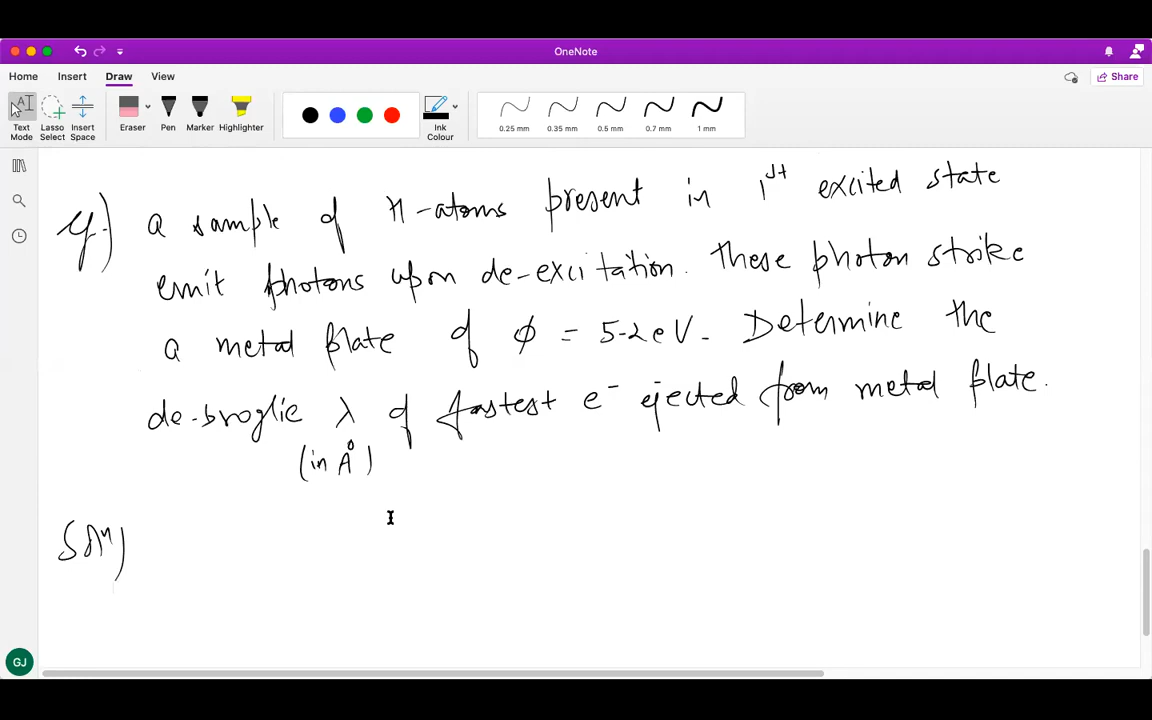 OneNote
Home Insert Draw View
Share
Text Mode
Lasso Select
Insert Space
Eraser
Pen
Marker
Highlighter
Ink Colour
0.25 mm 0.35 mm 0.5 mm 0.7 mm 1 mm
a sample of H-atoms present in 1st excited state
emit photons upon de-excitation. These photon strike
a metal plate of ϕ = 5.2 eV. Determine the
de-broglie λ of fastest e⁻ ejected from metal plate.
(in A°)
Solⁿ)
GJ